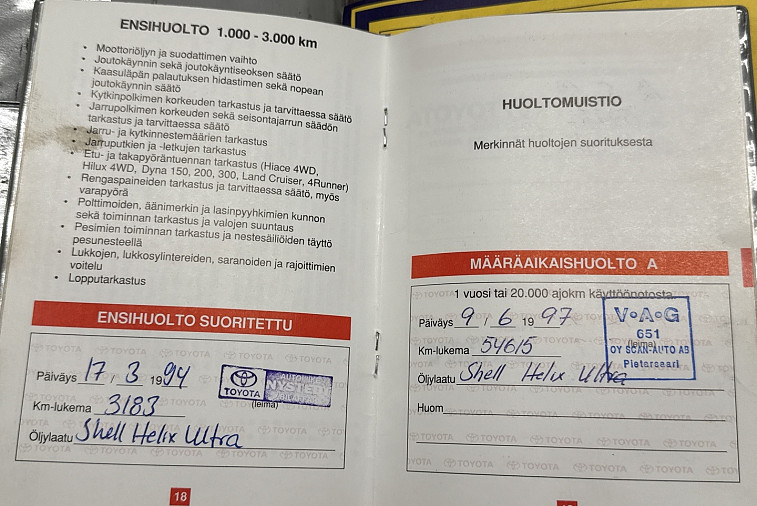 ENSIHUOLTO 1.000 - 3.000 km
• Moottoriöljyn ja suodattimen vaihto
• Joutokäynnin sekä joutokäyntiseoksen säätö
• Kaasuläpän palautuksen hidastimen sekä nopean
joutokäynnin säätö
• Kytkinpolkimen korkeuden tarkastus ja tarvittaessa säätö
• Jarrupolkimen korkeuden sekä seisontajarrun säädön
tarkastus ja tarvittaessa säätö
• Jarru- ja kytkinnestemäärien tarkastus
• Jarruputkien ja -letkujen tarkastus
• Etu- ja takapyöräntuennan tarkastus (Hiace 4WD,
Hilux 4WD, Dyna 150, 200, 300, Land Cruiser, 4Runner)
• Rengaspaineiden tarkastus ja tarvittaessa säätö, myös
varapyörä
• Polttimoiden, äänimerkin ja lasinpyyhkimien kunnon
sekä toiminnan tarkastus ja valojen suuntaus
• Pesimien toiminnan tarkastus ja nestesäiliöiden täyttö
pesunesteellä
• Lukkojen, lukkosylintereiden, saranoiden ja rajoittimien
voitelu
• Lopputarkastus
ENSIHUOLTO SUORITETTU
Päiväys 17 / 3 1994
TOYOTA
NYSTEDT
(leima)
Km-lukema 3183
Öljylaatu Shell Helix Ultra
18
HUOLTOMUISTIO
Merkinnät huoltojen suorituksesta
MÄÄRÄAIKAISHUOLTO A
1 vuosi tai 20.000 ajokm käyttöönotosta
Päiväys 9 / 6 1997
V•A•G
651
(leima)
OY SCAN-AUTO AB
Pietarsaari
Km-lukema 54615
Öljylaatu Shell Helix Ultra
Huom